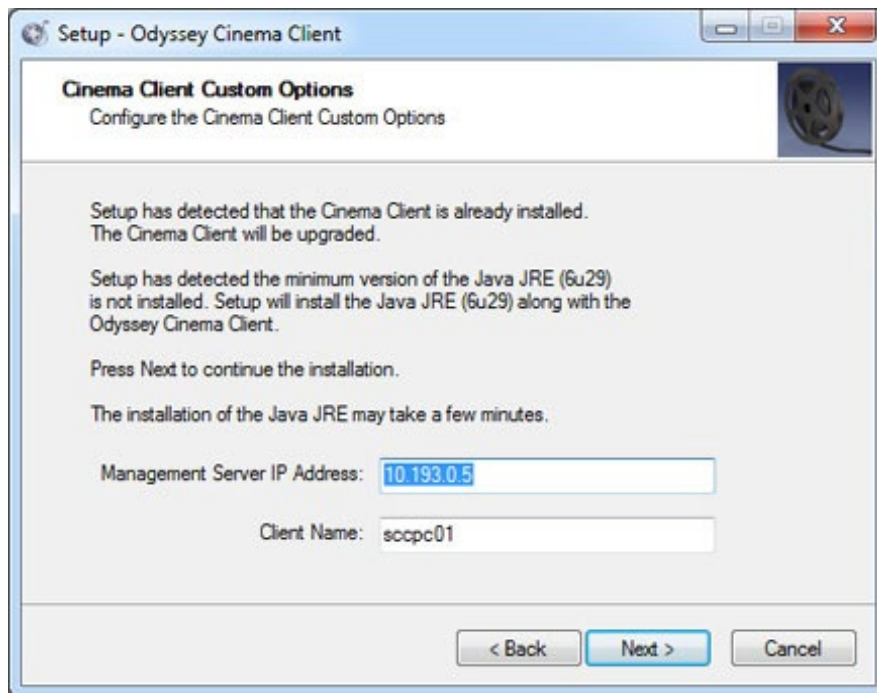 Setup - Odyssey Cinema Client
Cinema Client Custom Options
Configure the Cinema Client Custom Options
Setup has detected that the Cinema Client is already installed.
The Cinema Client will be upgraded.
Setup has detected the minimum version of the Java JRE (6u29)
is not installed. Setup will install the Java JRE (6u29) along with the
Odyssey Cinema Client.
Press Next to continue the installation.
The installation of the Java JRE may take a few minutes.
Management Server IP Address: 10.193.0.5
Client Name: sccpc01
< Back Next > Cancel